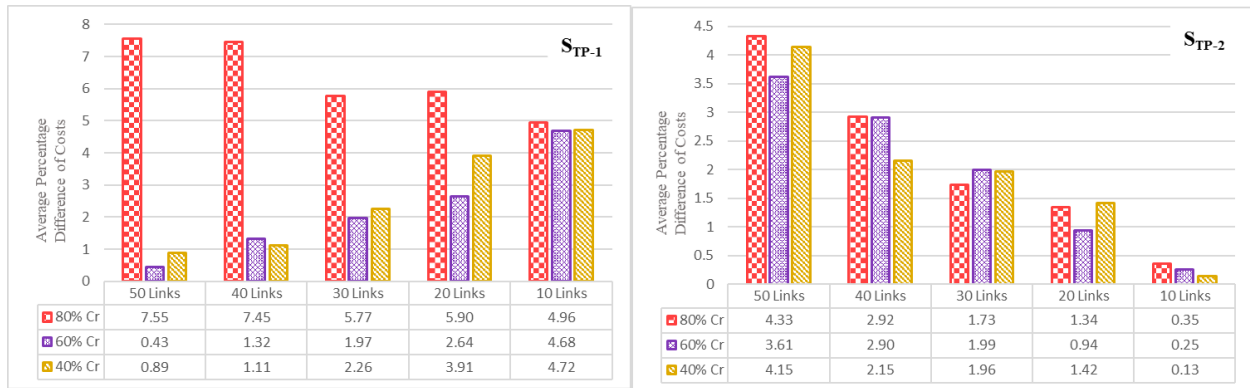 8
7
6
5
4
3
2
1
0
Average Percentage
Difference of Costs
S_TP-1
50 Links 40 Links 30 Links 20 Links 10 Links
80% Cr 7.55 7.45 5.77 5.90 4.96
60% Cr 0.43 1.32 1.97 2.64 4.68
40% Cr 0.89 1.11 2.26 3.91 4.72
4.5
4
3.5
3
2.5
2
1.5
1
0.5
0
Average Percentage
Difference of Costs
S_TP-2
50 Links 40 Links 30 Links 20 Links 10 Links
80% Cr 4.33 2.92 1.73 1.34 0.35
60% Cr 3.61 2.90 1.99 0.94 0.25
40% Cr 4.15 2.15 1.96 1.42 0.13